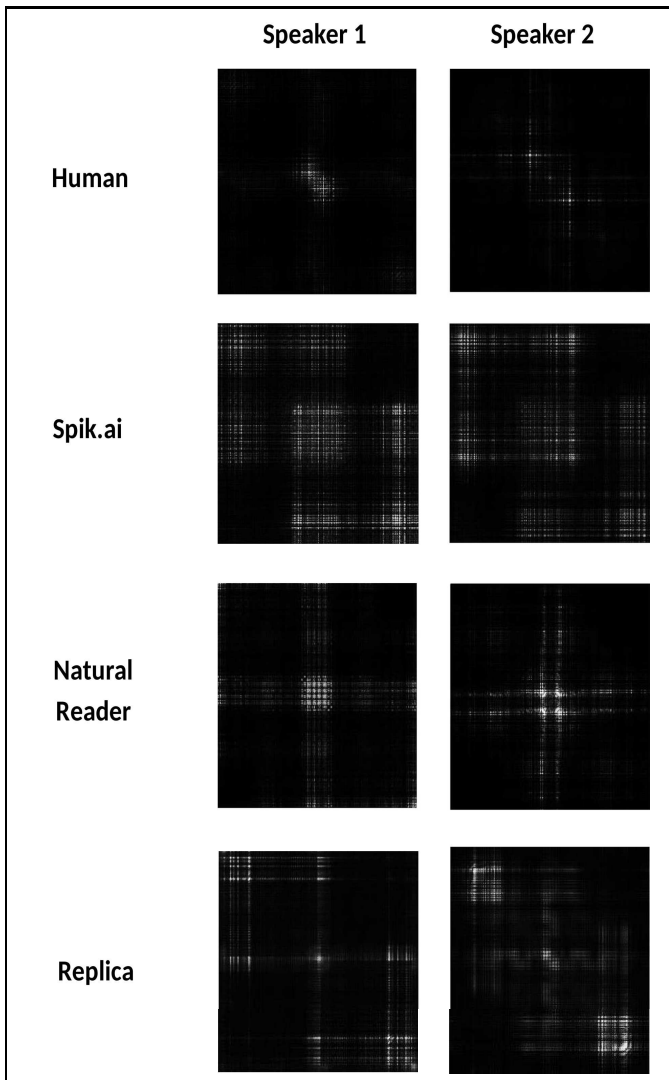 Speaker 1 Speaker 2
Human
Spik.ai
Natural
Reader
Replica